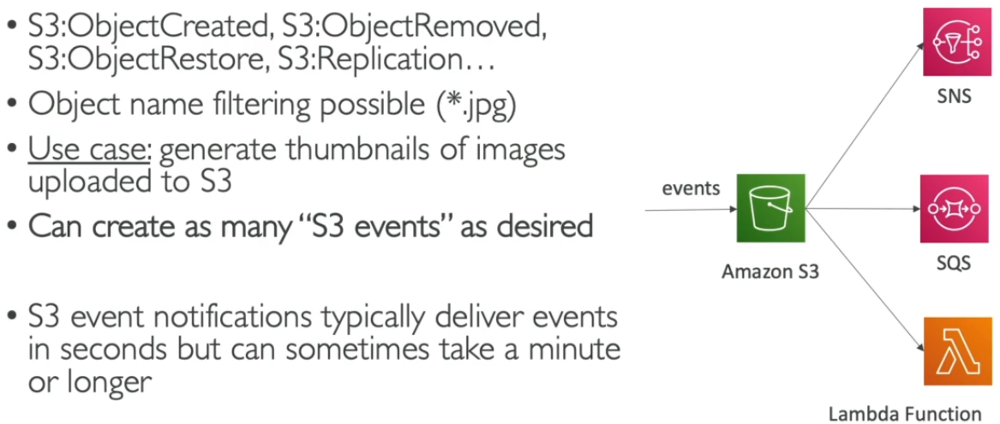 • S3:ObjectCreated, S3:ObjectRemoved,
S3:ObjectRestore, S3:Replication…
• Object name filtering possible (*.jpg)
• Use case: generate thumbnails of images
uploaded to S3
• Can create as many “S3 events” as desired
• S3 event notifications typically deliver events
in seconds but can sometimes take a minute
or longer
events
Amazon S3
SNS
SQS
Lambda Function